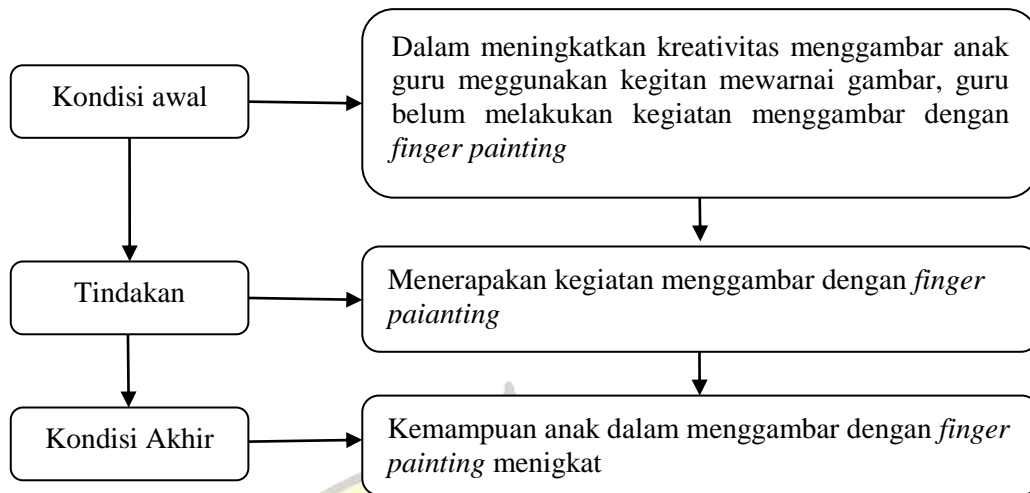 Kondisi awal
Dalam meningkatkan kreativitas menggambar anak
guru meggunakan kegitan mewarnai gambar, guru
belum melakukan kegiatan menggambar dengan
finger painting
Tindakan
Menerapakan kegiatan menggambar dengan finger
paianting
Kondisi Akhir
Kemampuan anak dalam menggambar dengan finger
painting menigkat